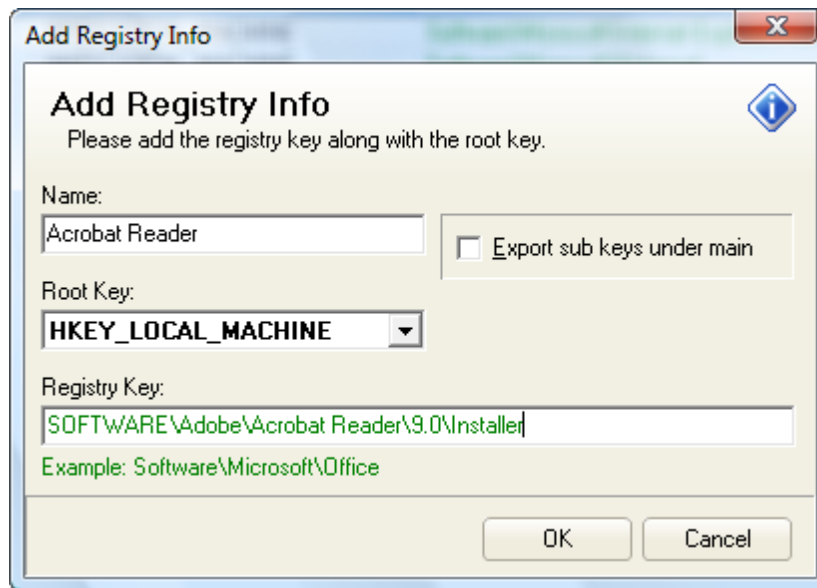 Add Registry Info
Add Registry Info
Please add the registry key along with the root key.
Name:
Acrobat Reader
Export sub keys under main
Root Key:
HKEY_LOCAL_MACHINE
Registry Key:
SOFTWARE\Adobe\Acrobat Reader\9.0\Installer
Example: Software\Microsoft\Office
OK Cancel